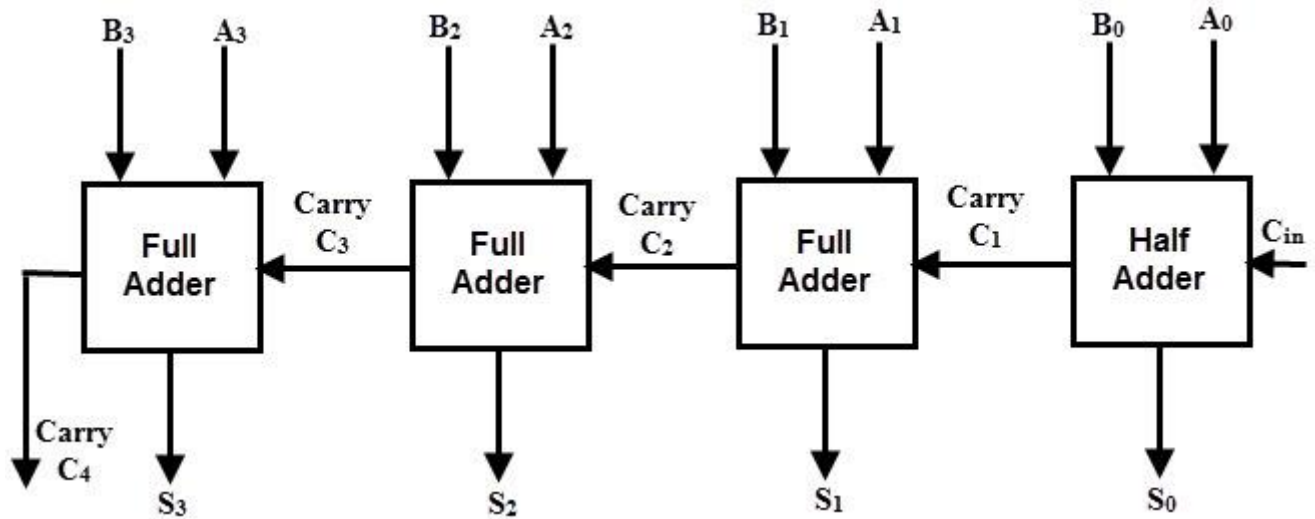 B₃ A₃ B₂ A₂ B₁ A₁ B₀ A₀
Full
Adder
Carry
C₃
Full
Adder
Carry
C₂
Full
Adder
Carry
C₁
Half
Adder
Cᵢₙ
Carry
C₄
S₃ S₂ S₁ S₀